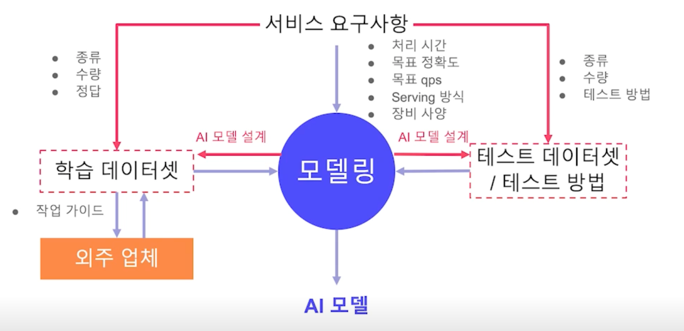 서비스 요구사항
• 종류
• 수량
• 정답
• 처리 시간
• 목표 정확도
• 목표 qps
• Serving 방식
• 장비 사양
• 종류
• 수량
• 테스트 방법
AI 모델 설계
AI 모델 설계
학습 데이터셋
모델링
테스트 데이터셋
/ 테스트 방법
• 작업 가이드
외주 업체
AI 모델